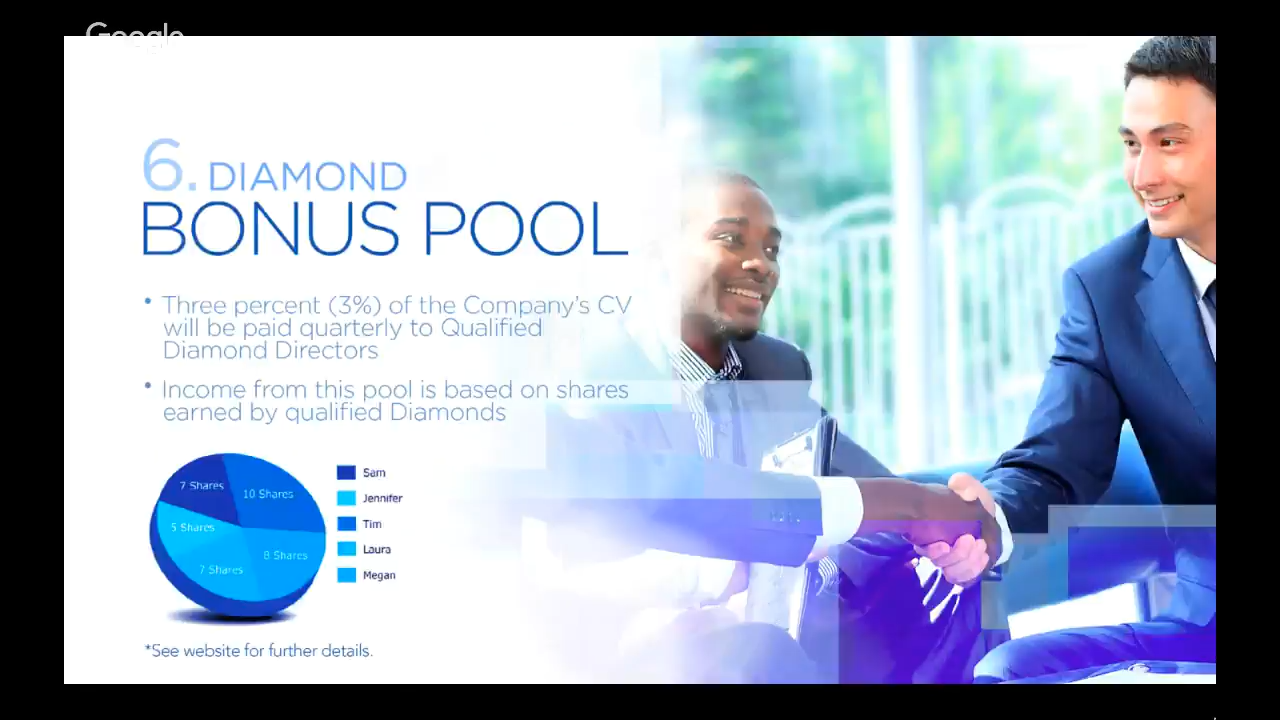 Google
6. DIAMOND
BONUS POOL
• Three percent (3%) of the Company's CV
will be paid quarterly to Qualified
Diamond Directors
• Income from this pool is based on shares
earned by qualified Diamonds
7 Shares
10 Shares
5 Shares
8 Shares
7 Shares
Sam
Jennifer
Tim
Laura
Megan
*See website for further details.